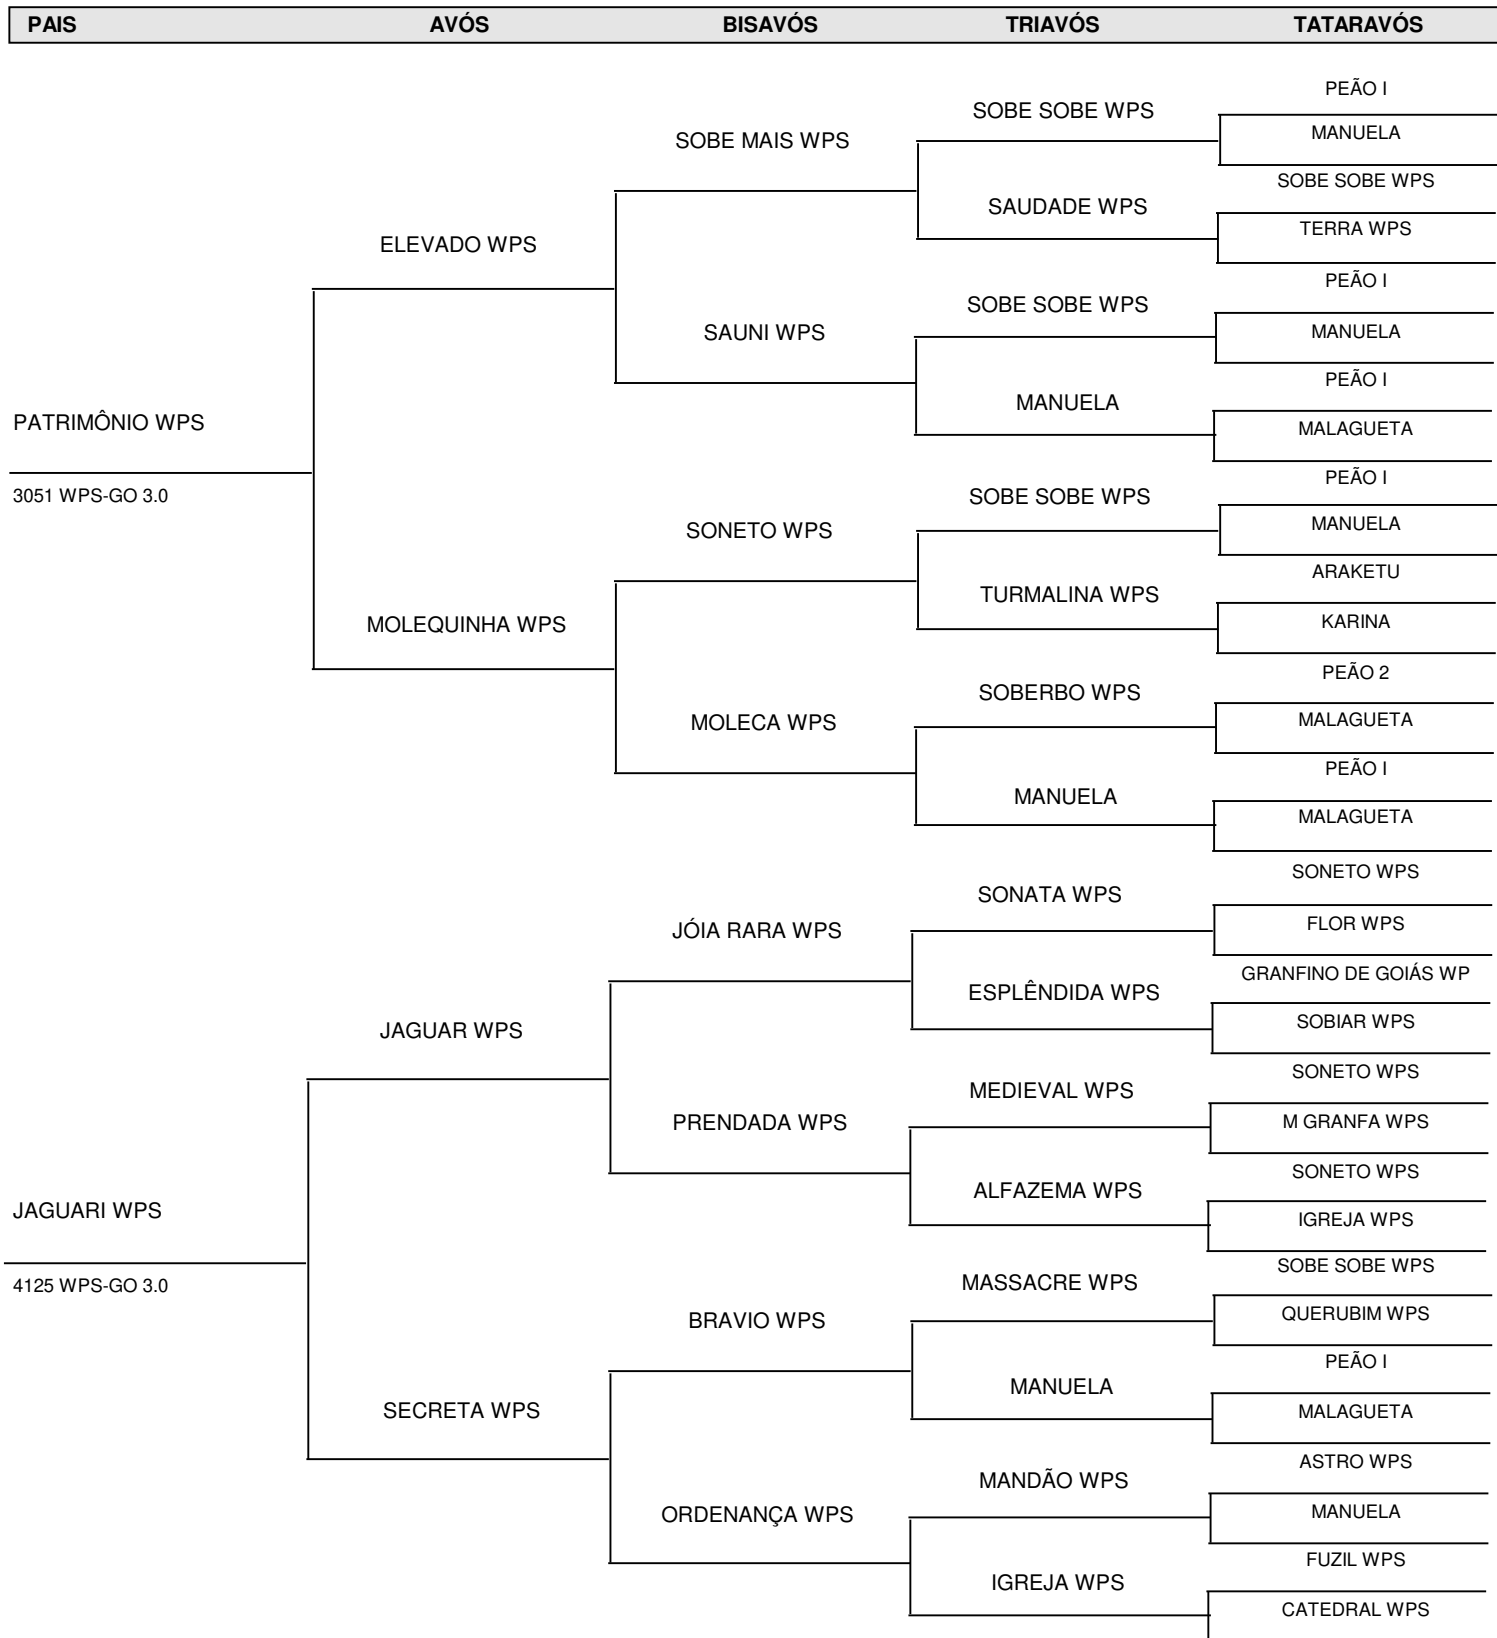 PAIS AVÓS BISAVÓS TRIAVÓS TATARAVÓS
PEÃO I
SOBE SOBE WPS
MANUELA
SOBE MAIS WPS
SOBE SOBE WPS
SAUDADE WPS
TERRA WPS
ELEVADO WPS
PEÃO I
SOBE SOBE WPS
MANUELA
SAUNI WPS
PEÃO I
MANUELA
MALAGUETA
PATRIMÔNIO WPS
3051 WPS-GO 3.0
PEÃO I
SOBE SOBE WPS
MANUELA
SONETO WPS
ARAKETU
TURMALINA WPS
KARINA
MOLEQUINHA WPS
PEÃO 2
SOBERBO WPS
MALAGUETA
MOLECA WPS
PEÃO I
MANUELA
MALAGUETA
SONETO WPS
SONATA WPS
FLOR WPS
JÓIA RARA WPS
GRANFINO DE GOIÁS WP
ESPLÊNDIDA WPS
SOBIAR WPS
JAGUAR WPS
SONETO WPS
MEDIEVAL WPS
M GRANFA WPS
PRENDADA WPS
SONETO WPS
ALFAZEMA WPS
IGREJA WPS
JAGUARI WPS
4125 WPS-GO 3.0
SOBE SOBE WPS
MASSACRE WPS
QUERUBIM WPS
BRAVIO WPS
PEÃO I
MANUELA
MALAGUETA
SECRETA WPS
ASTRO WPS
MANDÃO WPS
MANUELA
ORDENANÇA WPS
FUZIL WPS
IGREJA WPS
CATEDRAL WPS